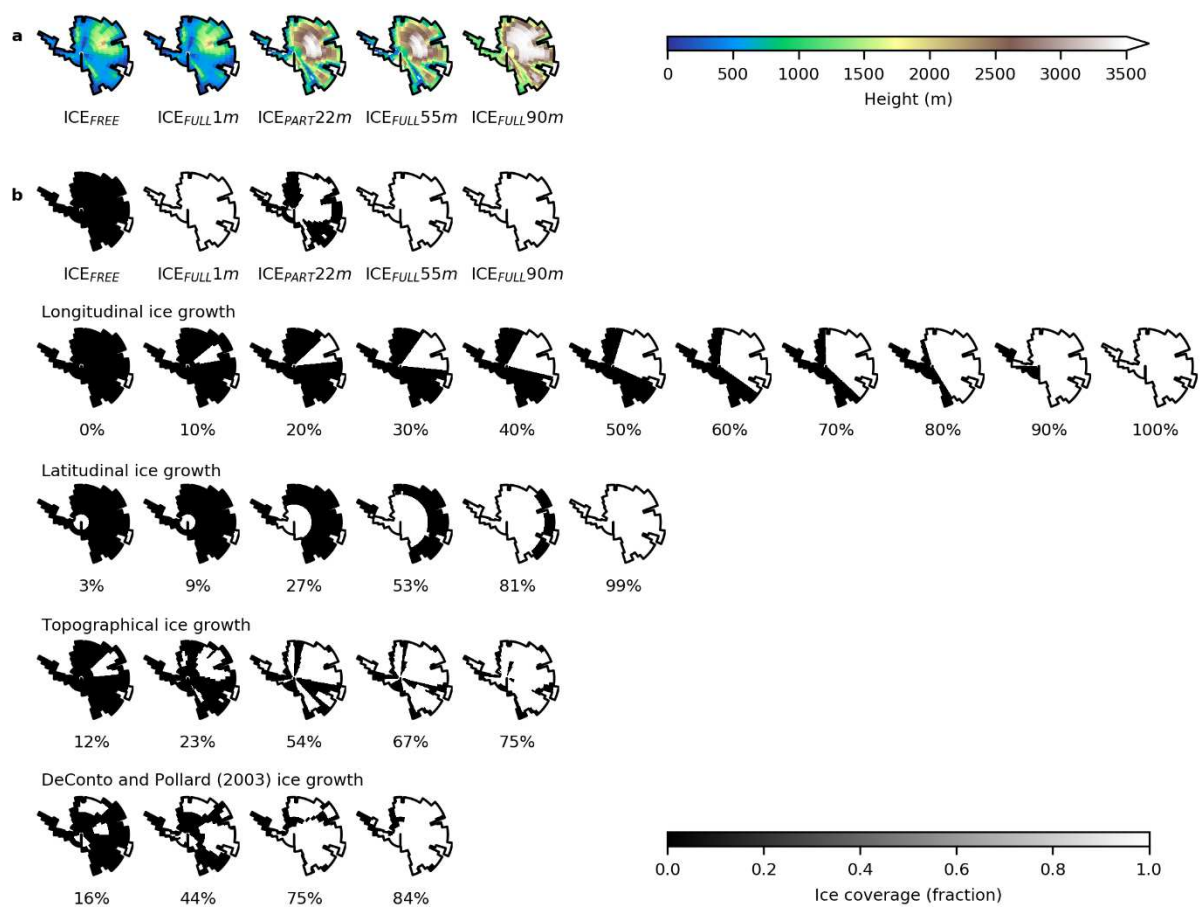 a
ICE_FREE ICE_FULL1m ICE_PART22m ICE_FULL55m ICE_FULL90m
0 500 1000 1500 2000 2500 3000 3500
Height (m)
b
ICE_FREE ICE_FULL1m ICE_PART22m ICE_FULL55m ICE_FULL90m
Longitudinal ice growth
0% 10% 20% 30% 40% 50% 60% 70% 80% 90% 100%
Latitudinal ice growth
3% 9% 27% 53% 81% 99%
Topographical ice growth
12% 23% 54% 67% 75%
DeConto and Pollard (2003) ice growth
16% 44% 75% 84%
0.0 0.2 0.4 0.6 0.8 1.0
Ice coverage (fraction)